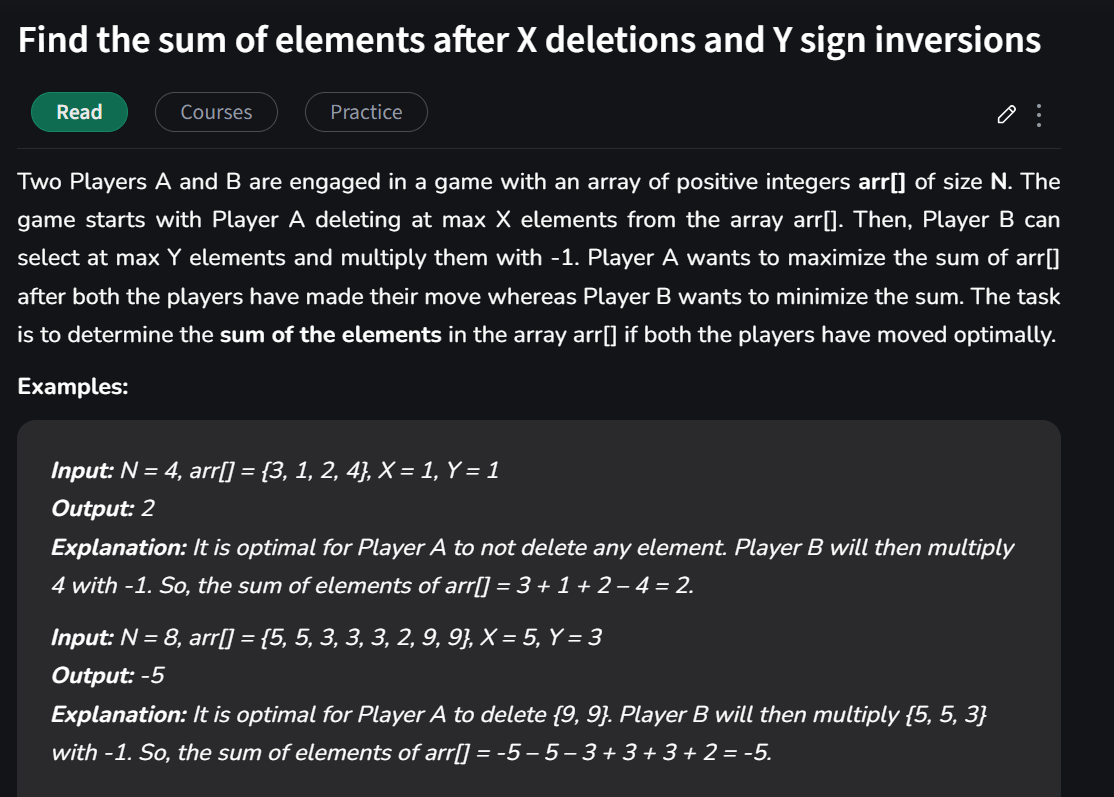 Find the sum of elements after X deletions and Y sign inversions
Read
Courses
Practice
Two Players A and B are engaged in a game with an array of positive integers arr[] of size N. The
game starts with Player A deleting at max X elements from the array arr[]. Then, Player B can
select at max Y elements and multiply them with -1. Player A wants to maximize the sum of arr[]
after both the players have made their move whereas Player B wants to minimize the sum. The task
is to determine the sum of the elements in the array arr[] if both the players have moved optimally.
Examples:
Input: N = 4, arr[] = {3, 1, 2, 4}, X = 1, Y = 1
Output: 2
Explanation: It is optimal for Player A to not delete any element. Player B will then multiply
4 with -1. So, the sum of elements of arr[] = 3 + 1 + 2 – 4 = 2.
Input: N = 8, arr[] = {5, 5, 3, 3, 3, 2, 9, 9}, X = 5, Y = 3
Output: -5
Explanation: It is optimal for Player A to delete {9, 9}. Player B will then multiply {5, 5, 3}
with -1. So, the sum of elements of arr[] = -5 – 5 – 3 + 3 + 3 + 2 = -5.